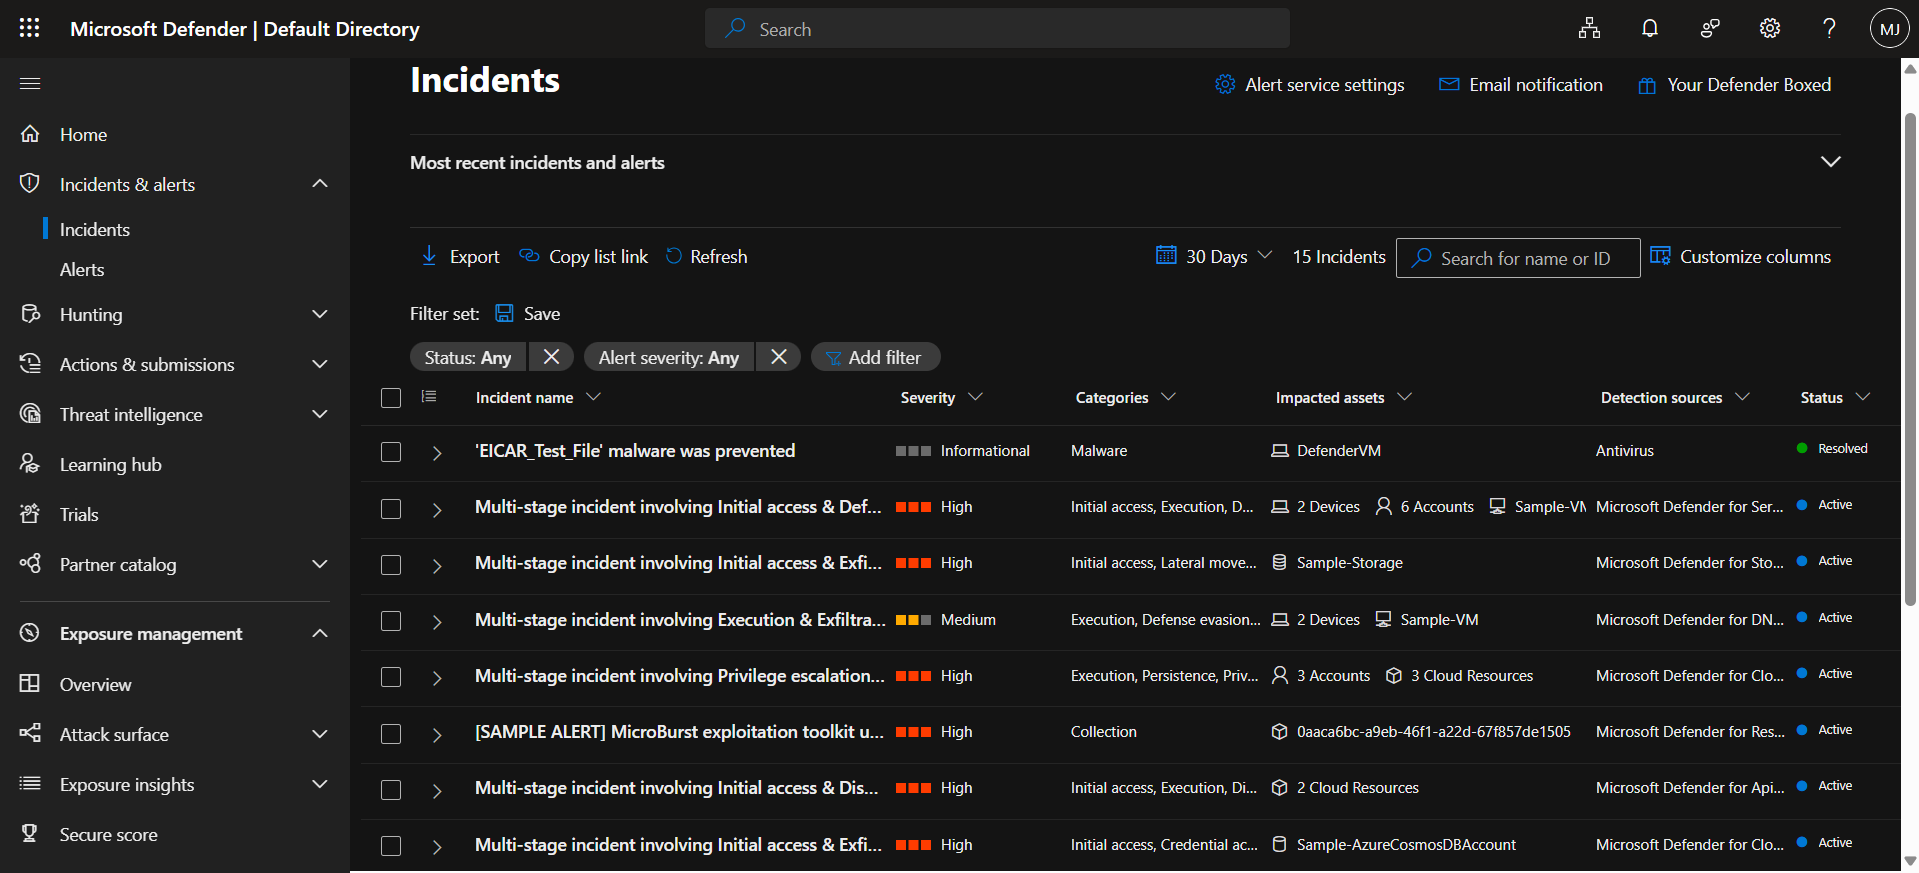 Microsoft Defender | Default Directory
Search
MJ
Home
Incidents & alerts
Incidents
Alerts
Hunting
Actions & submissions
Threat intelligence
Learning hub
Trials
Partner catalog
Exposure management
Overview
Attack surface
Exposure insights
Secure score
Incidents
Alert service settings
Email notification
Your Defender Boxed
Most recent incidents and alerts
Export Copy list link Refresh
30 Days 15 Incidents Search for name or ID Customize columns
Filter set: Save
Status: Any Alert severity: Any Add filter
Incident name Severity Categories Impacted assets Detection sources Status
'EICAR_Test_File' malware was prevented Informational Malware DefenderVM Antivirus Resolved
Multi-stage incident involving Initial access & Def... High Initial access, Execution, D... 2 Devices 6 Accounts Sample-VM Microsoft Defender for Ser... Active
Multi-stage incident involving Initial access & Exfi... High Initial access, Lateral move... Sample-Storage Microsoft Defender for Sto... Active
Multi-stage incident involving Execution & Exfiltra... Medium Execution, Defense evasion... 2 Devices Sample-VM Microsoft Defender for DN... Active
Multi-stage incident involving Privilege escalation... High Execution, Persistence, Priv... 3 Accounts 3 Cloud Resources Microsoft Defender for Clo... Active
[SAMPLE ALERT] MicroBurst exploitation toolkit u... High Collection 0aaca6bc-a9eb-46f1-a22d-67f857de1505 Microsoft Defender for Res... Active
Multi-stage incident involving Initial access & Dis... High Initial access, Execution, Di... 2 Cloud Resources Microsoft Defender for Api... Active
Multi-stage incident involving Initial access & Exfi... High Initial access, Credential ac... Sample-AzureCosmosDBAccount Microsoft Defender for Clo... Active